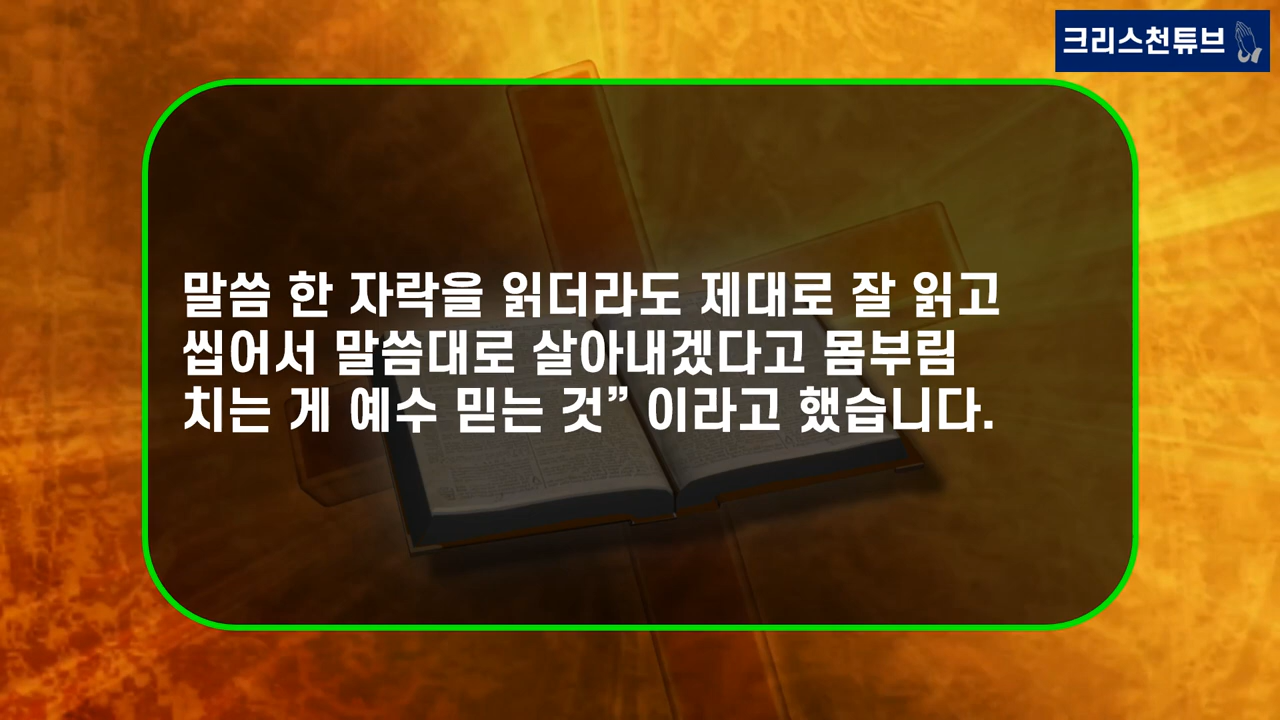 크리스천튜브
말씀 한 자락을 읽더라도 제대로 잘 읽고
씹어서 말씀대로 살아내겠다고 몸부림
치는 게 예수 믿는 것” 이라고 했습니다.